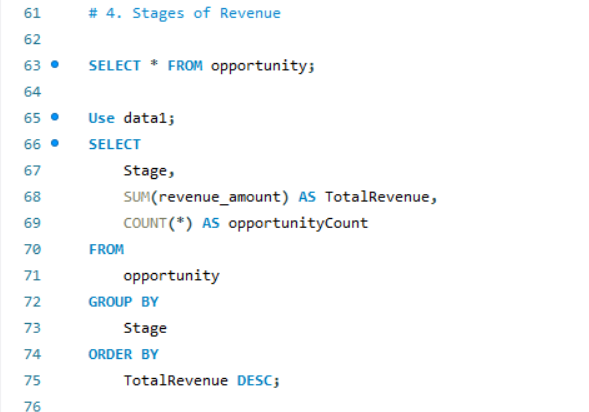 61 # 4. Stages of Revenue
62
63 SELECT * FROM opportunity;
64
65 Use data1;
66 SELECT
67 Stage,
68 SUM(revenue_amount) AS TotalRevenue,
69 COUNT(*) AS opportunityCount
70 FROM
71 opportunity
72 GROUP BY
73 Stage
74 ORDER BY
75 TotalRevenue DESC;
76